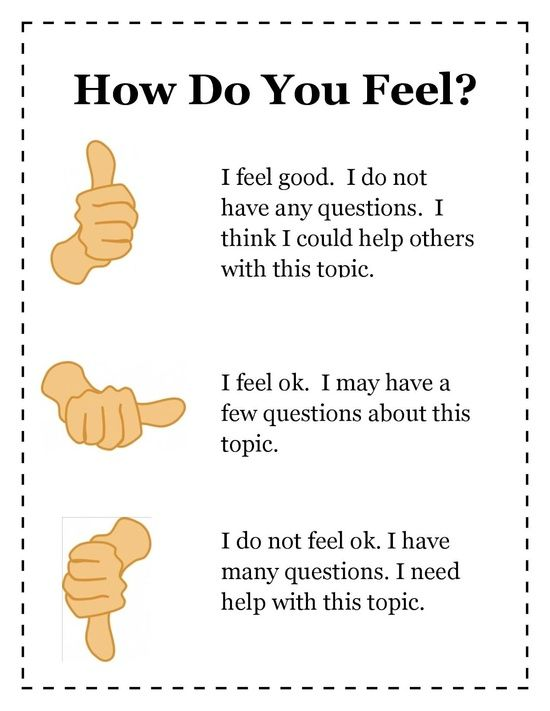 How Do You Feel?
I feel good.  I do not
have any questions.  I
think I could help others
with this topic.
I feel ok.  I may have a
few questions about this
topic.
I do not feel ok. I have
many questions. I need
help with this topic.